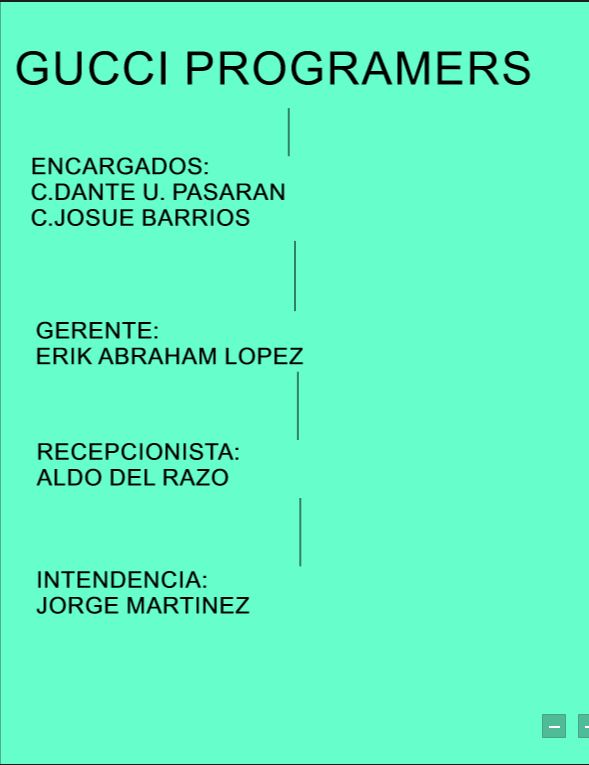 GUCCI PROGRAMERS
ENCARGADOS:
C.DANTE U. PASARAN
C.JOSUE BARRIOS
GERENTE:
ERIK ABRAHAM LOPEZ
RECEPCIONISTA:
ALDO DEL RAZO
INTENDENCIA:
JORGE MARTINEZ